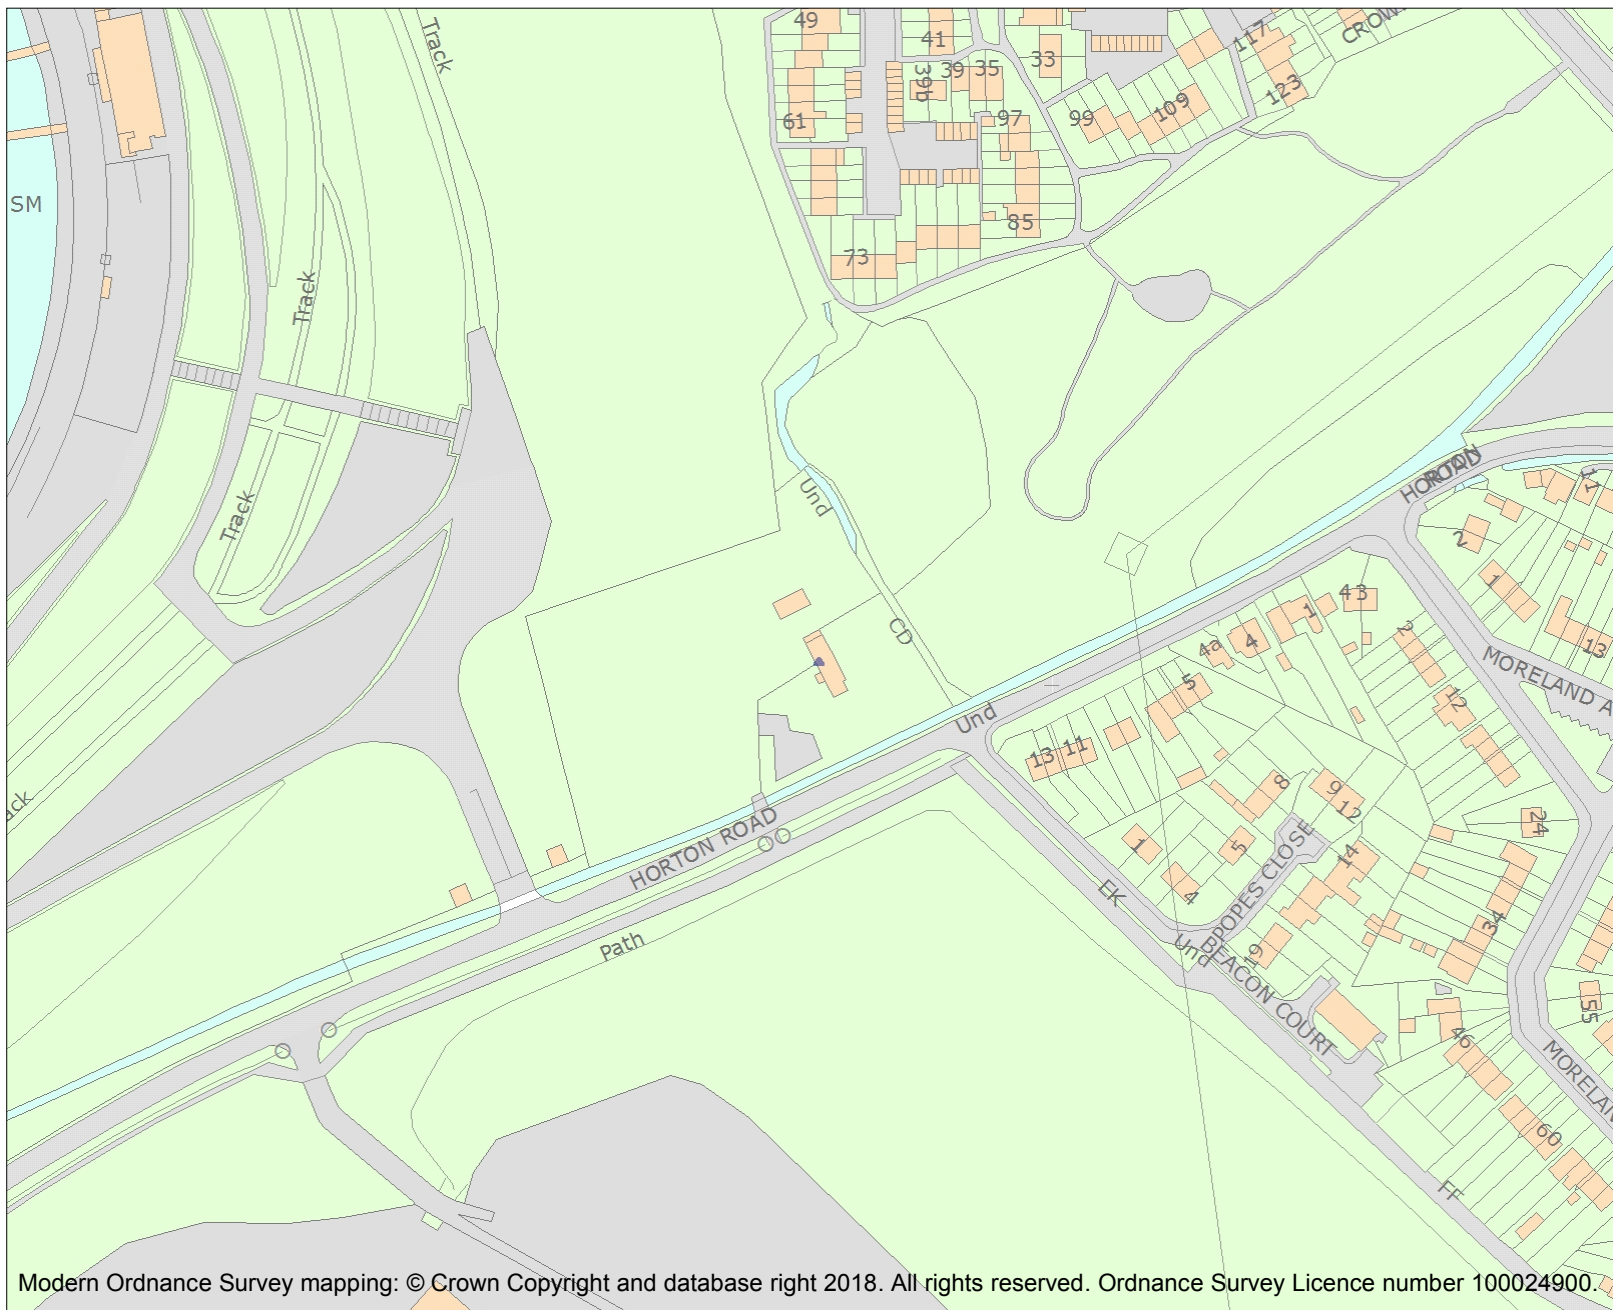 49
41
39
35
33
39b
117
CROW
123
61
97
99
109
85
73
Track
SM
Track
Track
Und
CD
HORTON
ROAD
11
2
1
43
1
4
4a
2
13
MORELAND A
12
5
Und
13
11
8
9
12
24
14
5
1
4
POPES CLOSE
34
EK
HORTON ROAD
ack
Path
Und
19
BEACON COURT
55
46
MORELAN
60
FF
Modern Ordnance Survey mapping: © Crown Copyright and database right 2018. All rights reserved. Ordnance Survey Licence number 100024900.